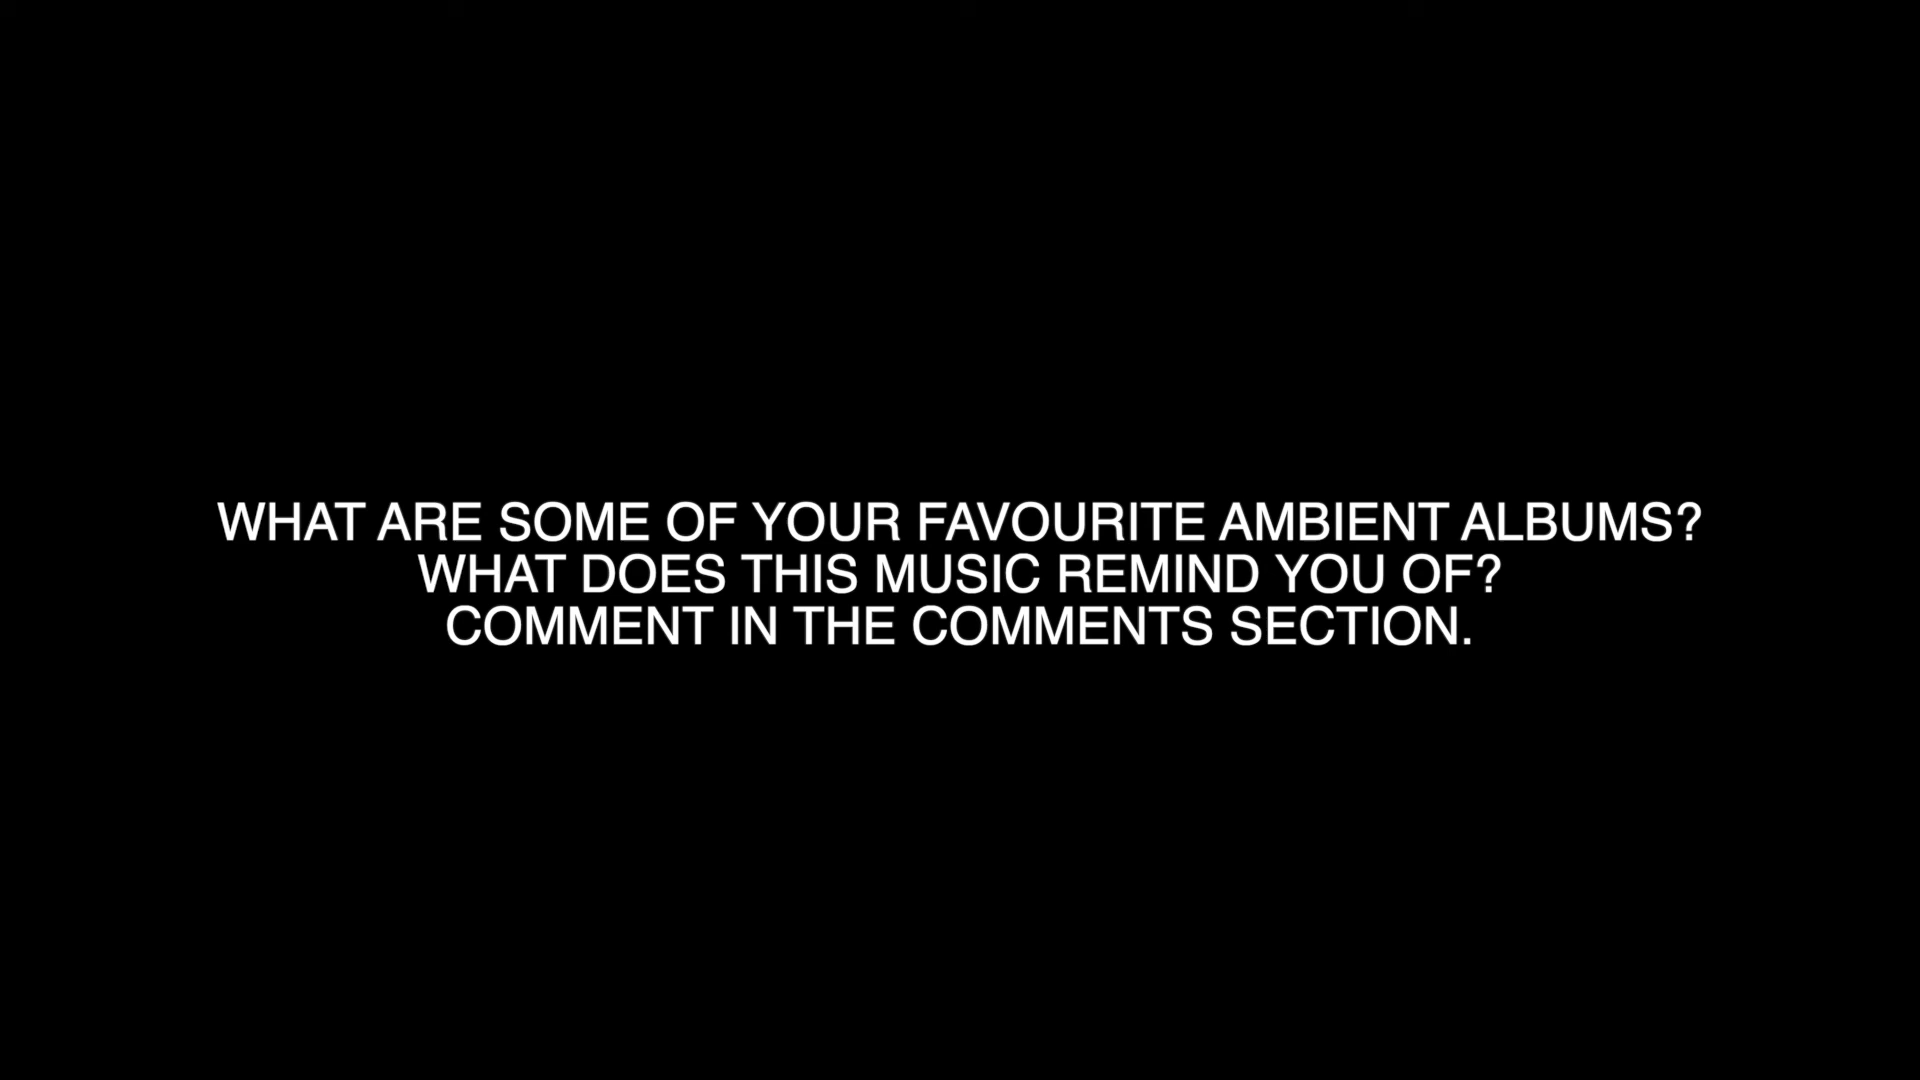 WHAT ARE SOME OF YOUR FAVOURITE AMBIENT ALBUMS?
WHAT DOES THIS MUSIC REMIND YOU OF?
COMMENT IN THE COMMENTS SECTION.